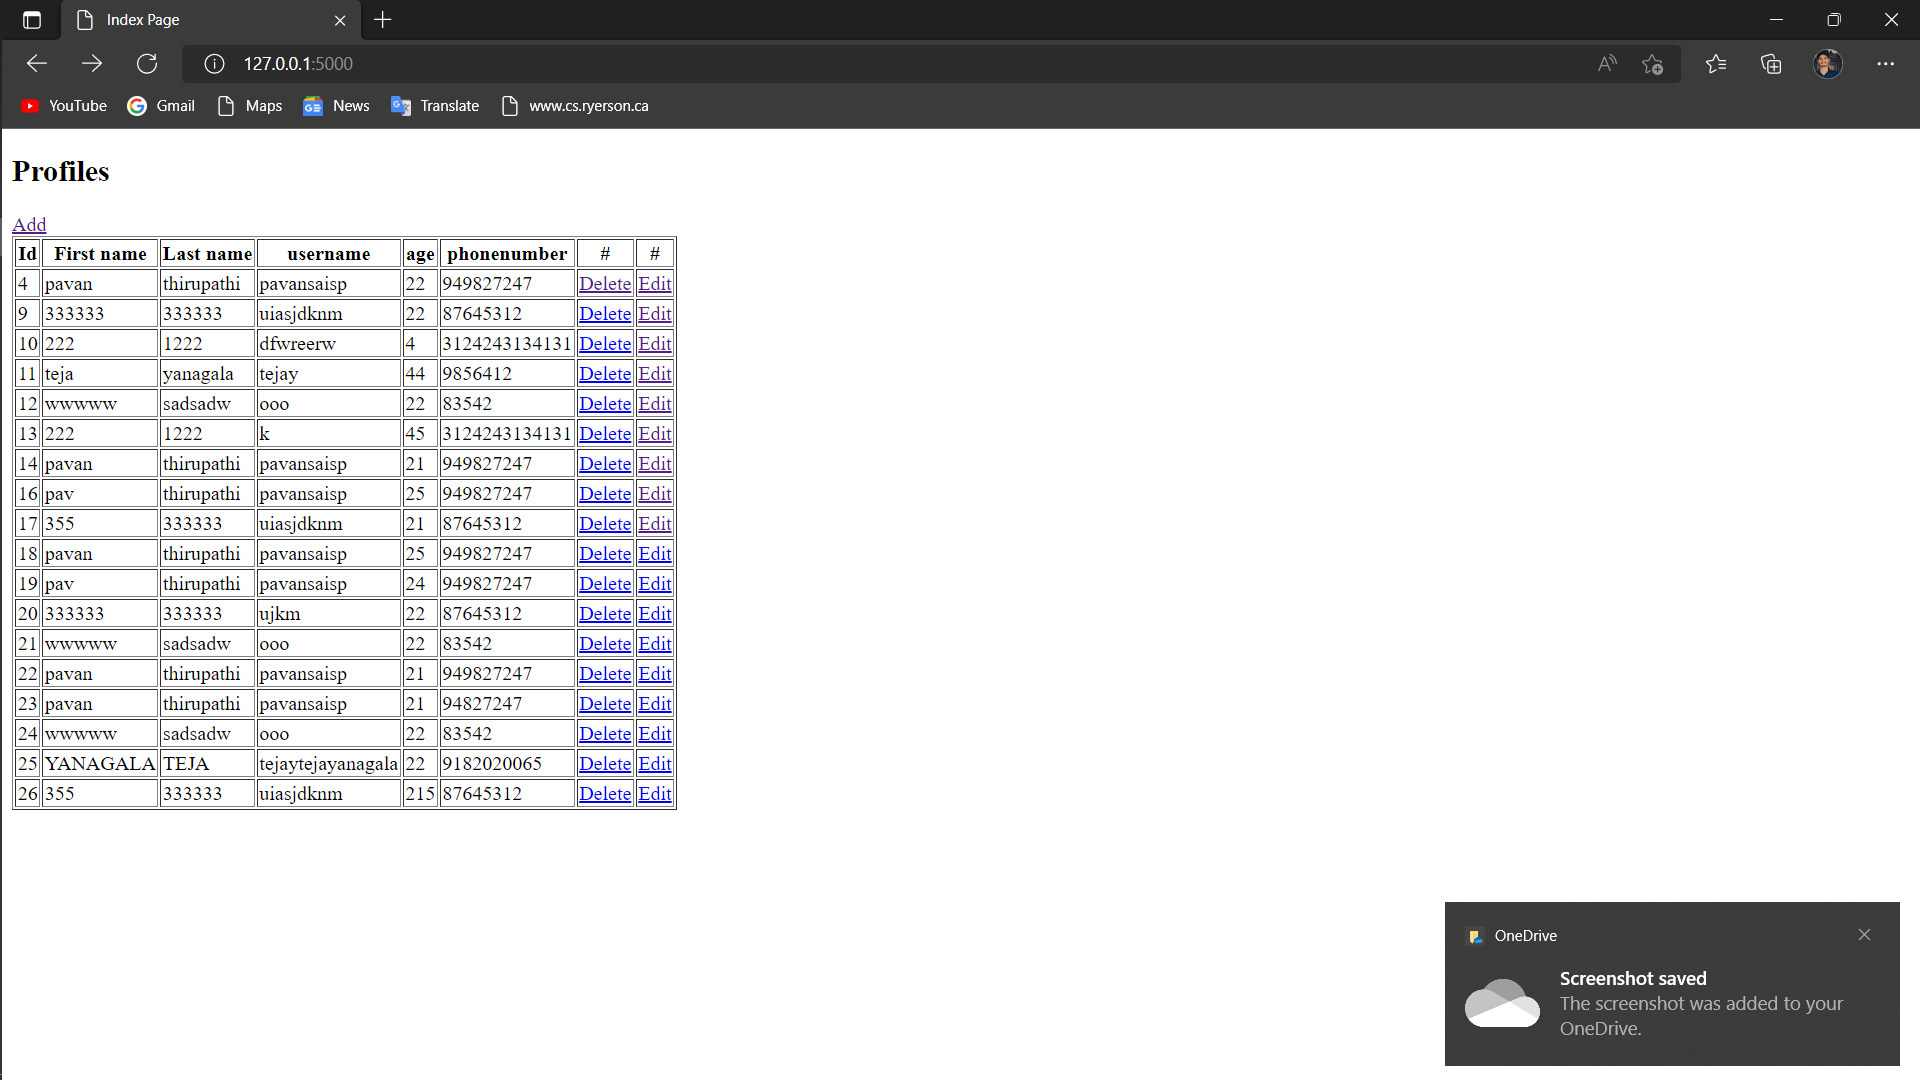 Index Page
127.0.0.1:5000
YouTube Gmail Maps News Translate www.cs.ryerson.ca
Profiles
Add
Id First name Last name username age phonenumber # #
4 pavan thirupathi pavansaisp 22 949827247 Delete Edit
9 333333 333333 uiasjdknm 22 87645312 Delete Edit
10 222 1222 dfwreerw 4 3124243134131 Delete Edit
11 teja yanagala tejay 44 9856412 Delete Edit
12 wwwww sadsadw ooo 22 83542 Delete Edit
13 222 1222 k 45 3124243134131 Delete Edit
14 pavan thirupathi pavansaisp 21 949827247 Delete Edit
16 pav thirupathi pavansaisp 25 949827247 Delete Edit
17 355 333333 uiasjdknm 21 87645312 Delete Edit
18 pavan thirupathi pavansaisp 25 949827247 Delete Edit
19 pav thirupathi pavansaisp 24 949827247 Delete Edit
20 333333 333333 ujkm 22 87645312 Delete Edit
21 wwwww sadsadw ooo 22 83542 Delete Edit
22 pavan thirupathi pavansaisp 21 949827247 Delete Edit
23 pavan thirupathi pavansaisp 21 94827247 Delete Edit
24 wwwww sadsadw ooo 22 83542 Delete Edit
25 YANAGALA TEJA tejaytejayanagala 22 9182020065 Delete Edit
26 355 333333 uiasjdknm 215 87645312 Delete Edit
OneDrive
Screenshot saved
The screenshot was added to your
OneDrive.